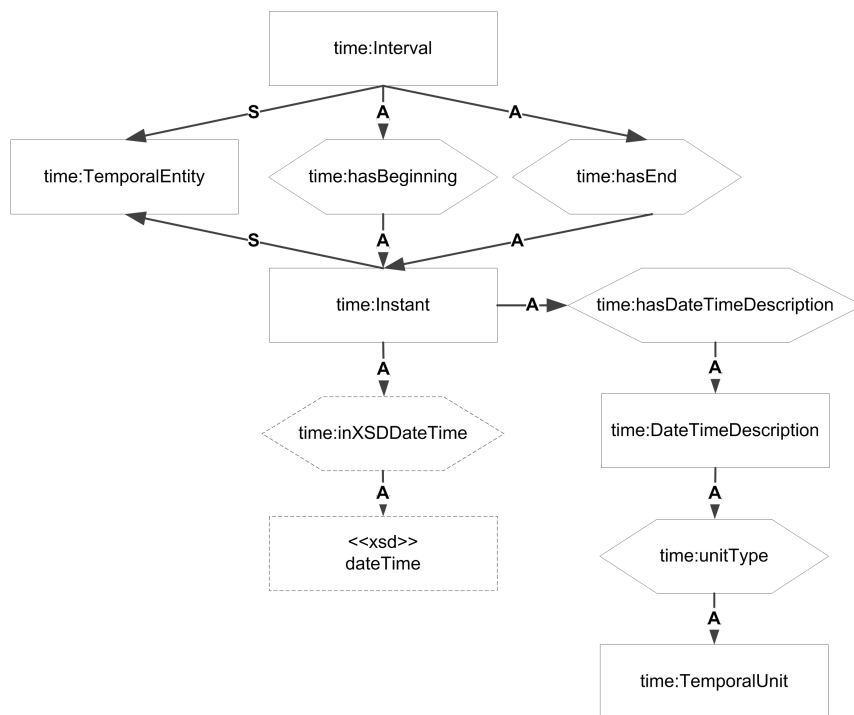 time:Interval
S
A
A
time:TemporalEntity
time:hasBeginning
time:hasEnd
S
A
A
time:Instant
A
time:hasDateTimeDescription
A
A
time:inXSDDateTime
time:DateTimeDescription
A
A
<<xsd>>
dateTime
time:unitType
A
time:TemporalUnit